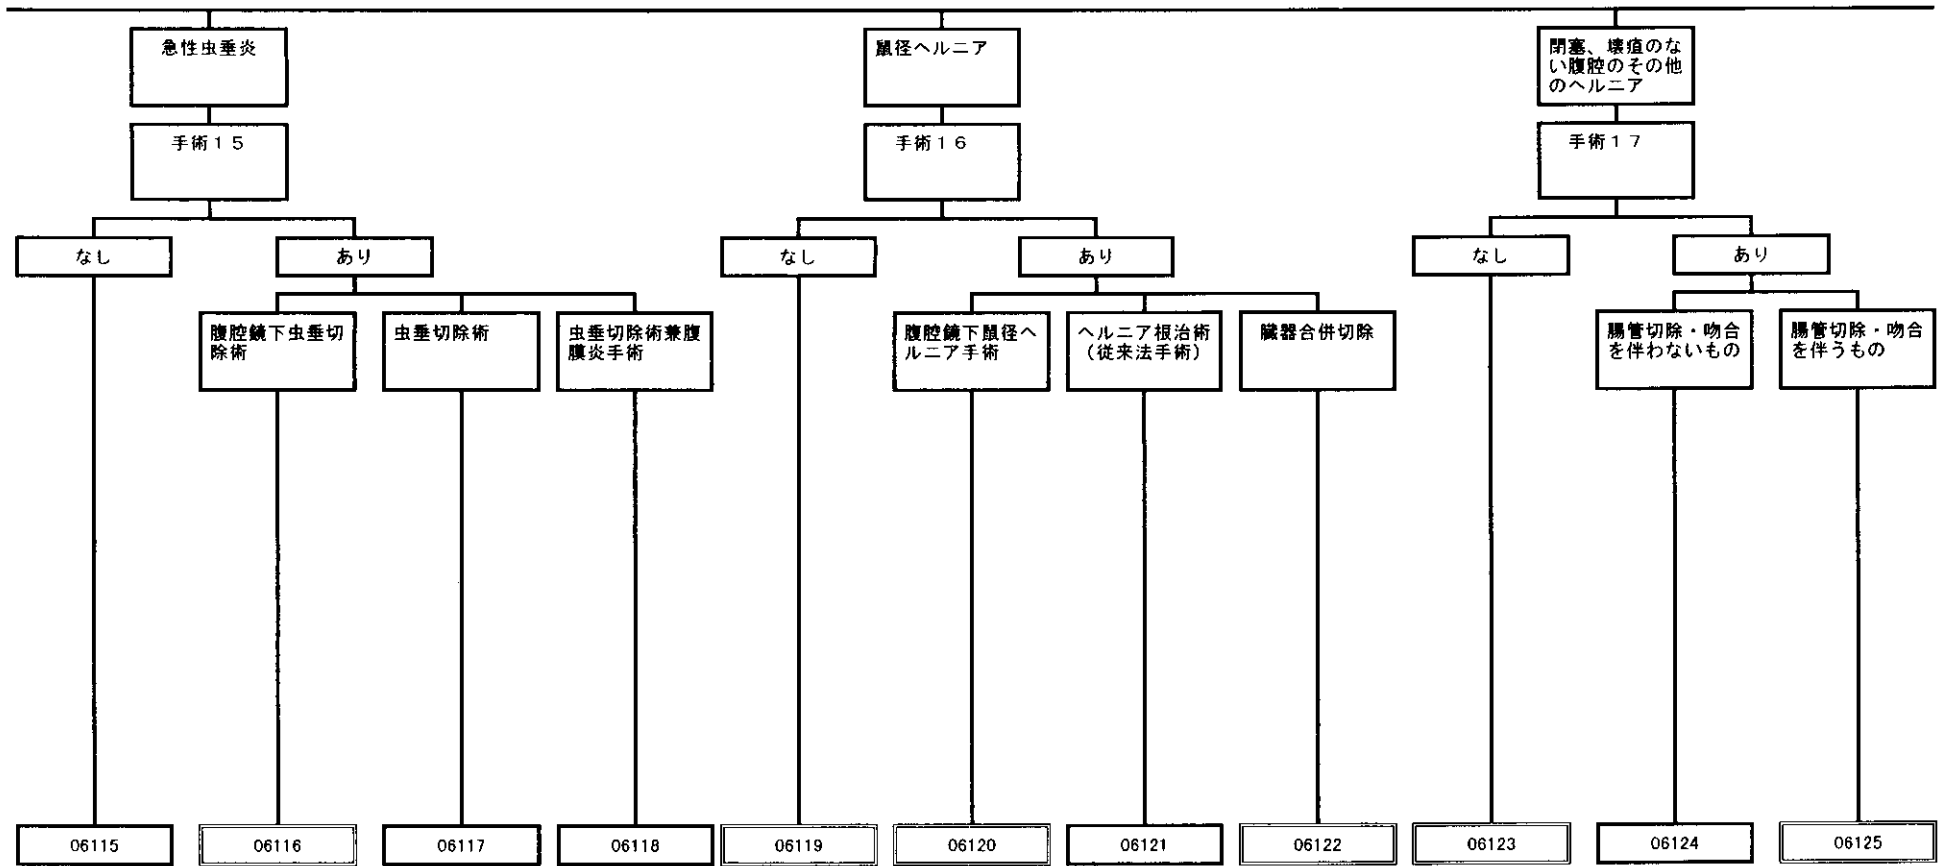 急性虫垂炎
鼠径ヘルニア
閉塞、壊疽のな
い腹腔のその他
のヘルニア
手術15
手術16
手術17
なし
あり
なし
あり
なし
あり
腹腔鏡下虫垂切
除術
虫垂切除術
虫垂切除術兼腹
膜炎手術
腹腔鏡下鼠径ヘ
ルニア手術
ヘルニア根治術
(従来法手術)
臓器合併切除
腸管切除・吻合
を伴わないもの
腸管切除・吻合
を伴うもの
06115
06116
06117
06118
06119
06120
06121
06122
06123
06124
06125